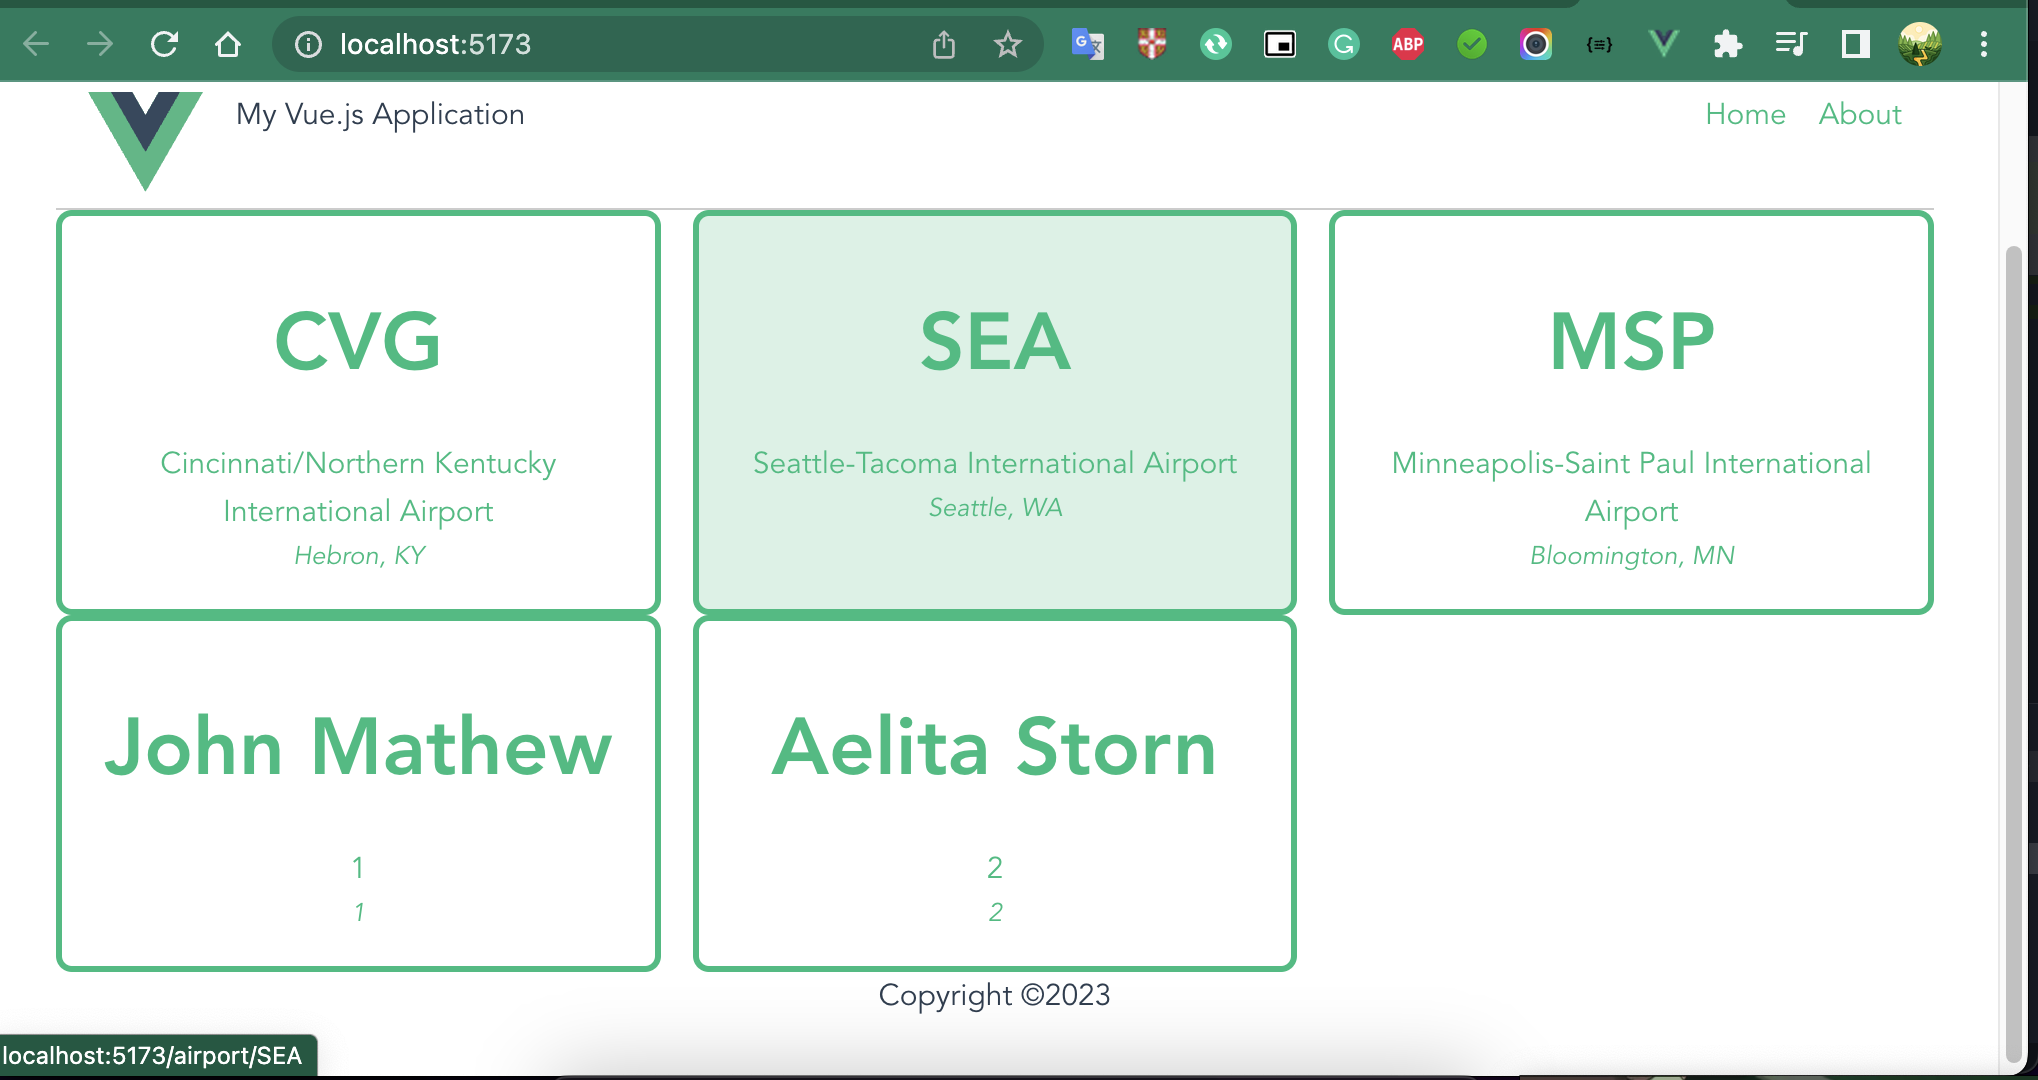 localhost:5173
G
ABP
G
{≡}
My Vue.js Application
Home
About
CVG
Cincinnati/Northern Kentucky
International Airport
Hebron, KY
SEA
Seattle-Tacoma International Airport
Seattle, WA
MSP
Minneapolis-Saint Paul International
Airport
Bloomington, MN
John Mathew
1
1
Aelita Storn
2
2
Copyright ©2023
localhost:5173/airport/SEA